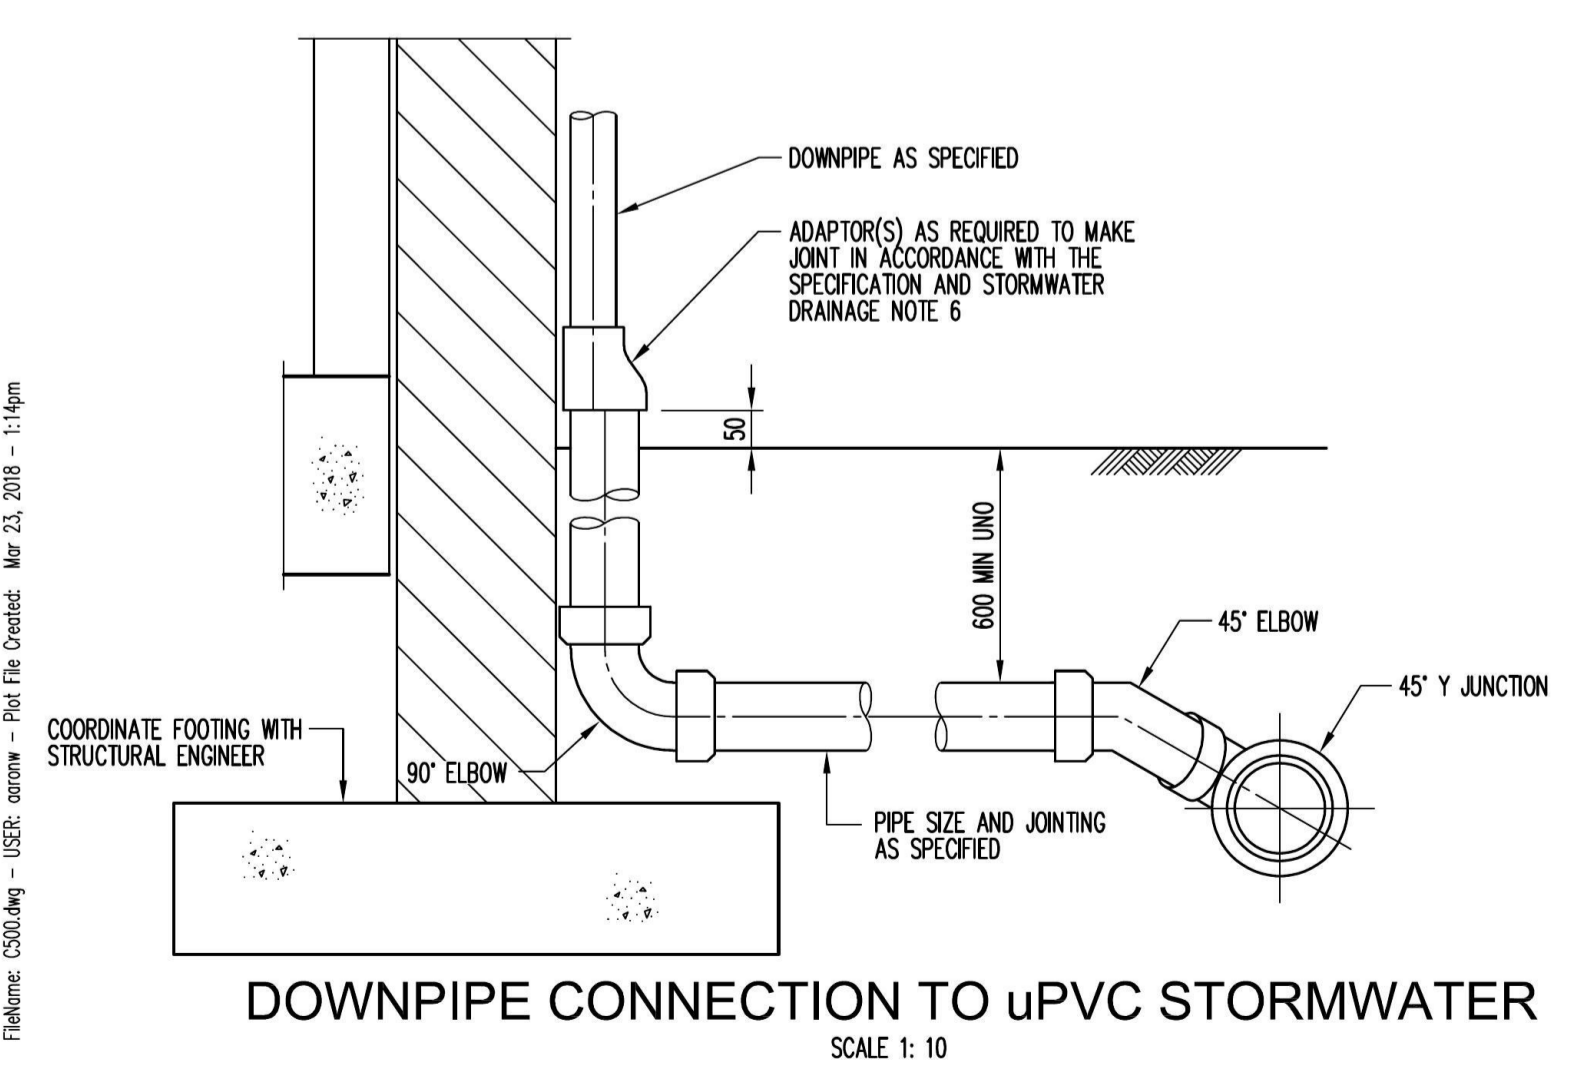 DOWNPIPE AS SPECIFIED
ADAPTOR(S) AS REQUIRED TO MAKE
JOINT IN ACCORDANCE WITH THE
SPECIFICATION AND STORMWATER
DRAINAGE NOTE 6
50
600 MIN UNO
45° ELBOW
45° Y JUNCTION
COORDINATE FOOTING WITH
STRUCTURAL ENGINEER
90° ELBOW
PIPE SIZE AND JOINTING
AS SPECIFIED
DOWNPIPE CONNECTION TO uPVC STORMWATER
SCALE 1: 10
FileName: C500.dwg - USER: aaronw - Plot File Created: Mar 23, 2018 - 1:14pm